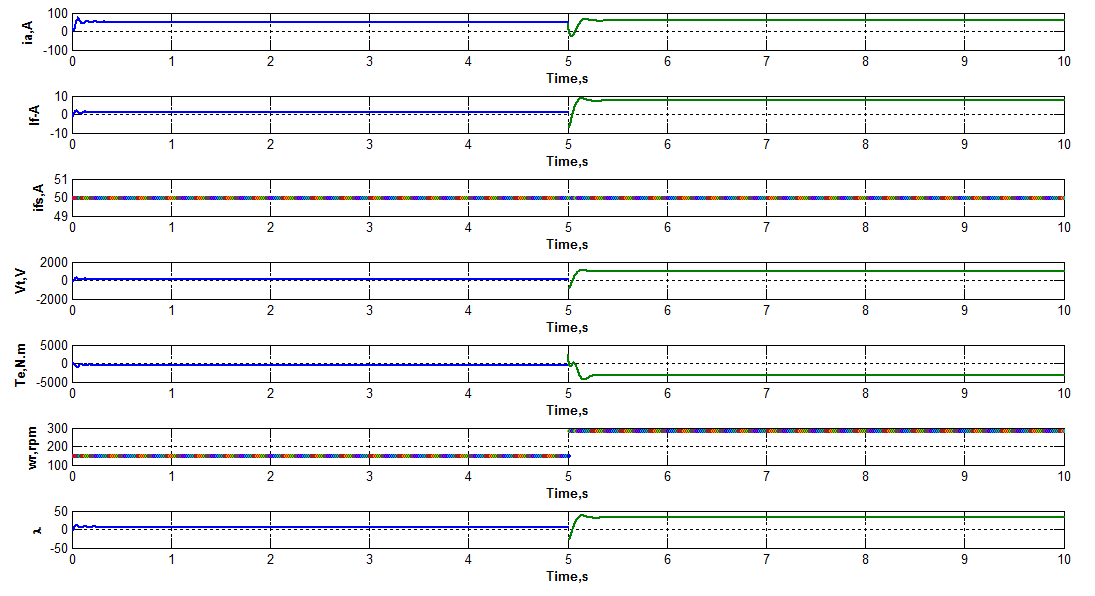 ia,A
100
0
-100
0 1 2 3 4 5 6 7 8 9 10
Time,s
If-A
10
0
-10
0 1 2 3 4 5 6 7 8 9 10
Time,s
ifs,A
51
50
49
0 1 2 3 4 5 6 7 8 9 10
Time,s
Vt,V
2000
0
-2000
0 1 2 3 4 5 6 7 8 9 10
Time,s
Te,N.m
5000
0
-5000
0 1 2 3 4 5 6 7 8 9 10
Time,s
wr,rpm
300
200
100
0 1 2 3 4 5 6 7 8 9 10
Time,s
λ
50
0
-50
0 1 2 3 4 5 6 7 8 9 10
Time,s